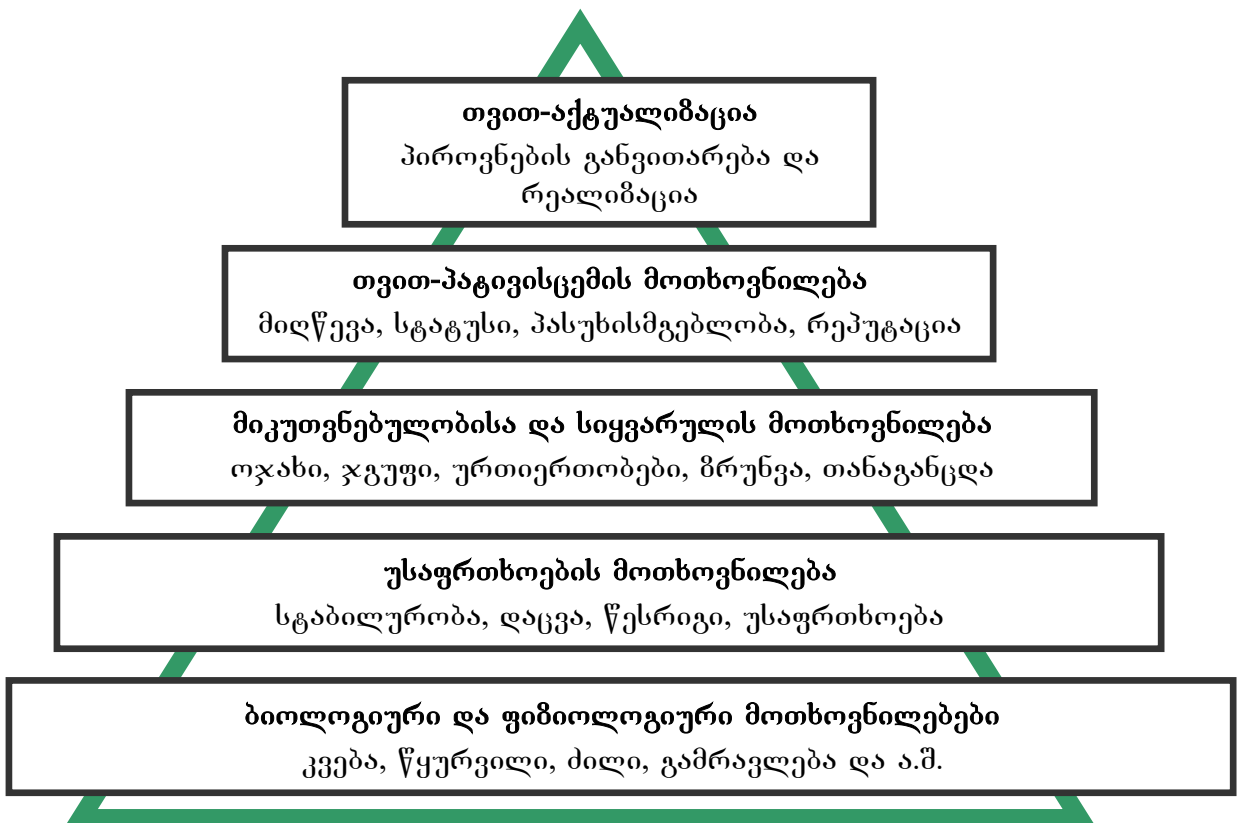 თვით-აქტუალიზაცია
პიროვნების განვითარება და
რეალიზაცია
თვით-პატივისცემის მოთხოვნილება
მიღწევა, სტატუსი, პასუხისმგებლობა, რეპუტაცია
მიკუთვნებულობისა და სიყვარულის მოთხოვნილება
ოჯახი, ჯგუფი, ურთიერთობები, ზრუნვა, თანაგანცდა
უსაფრთხოების მოთხოვნილება
სტაბილურობა, დაცვა, წესრიგი, უსაფრთხოება
ბიოლოგიური და ფიზიოლოგიური მოთხოვნილებები
კვება, წყურვილი, ძილი, გამრავლება და ა.შ.